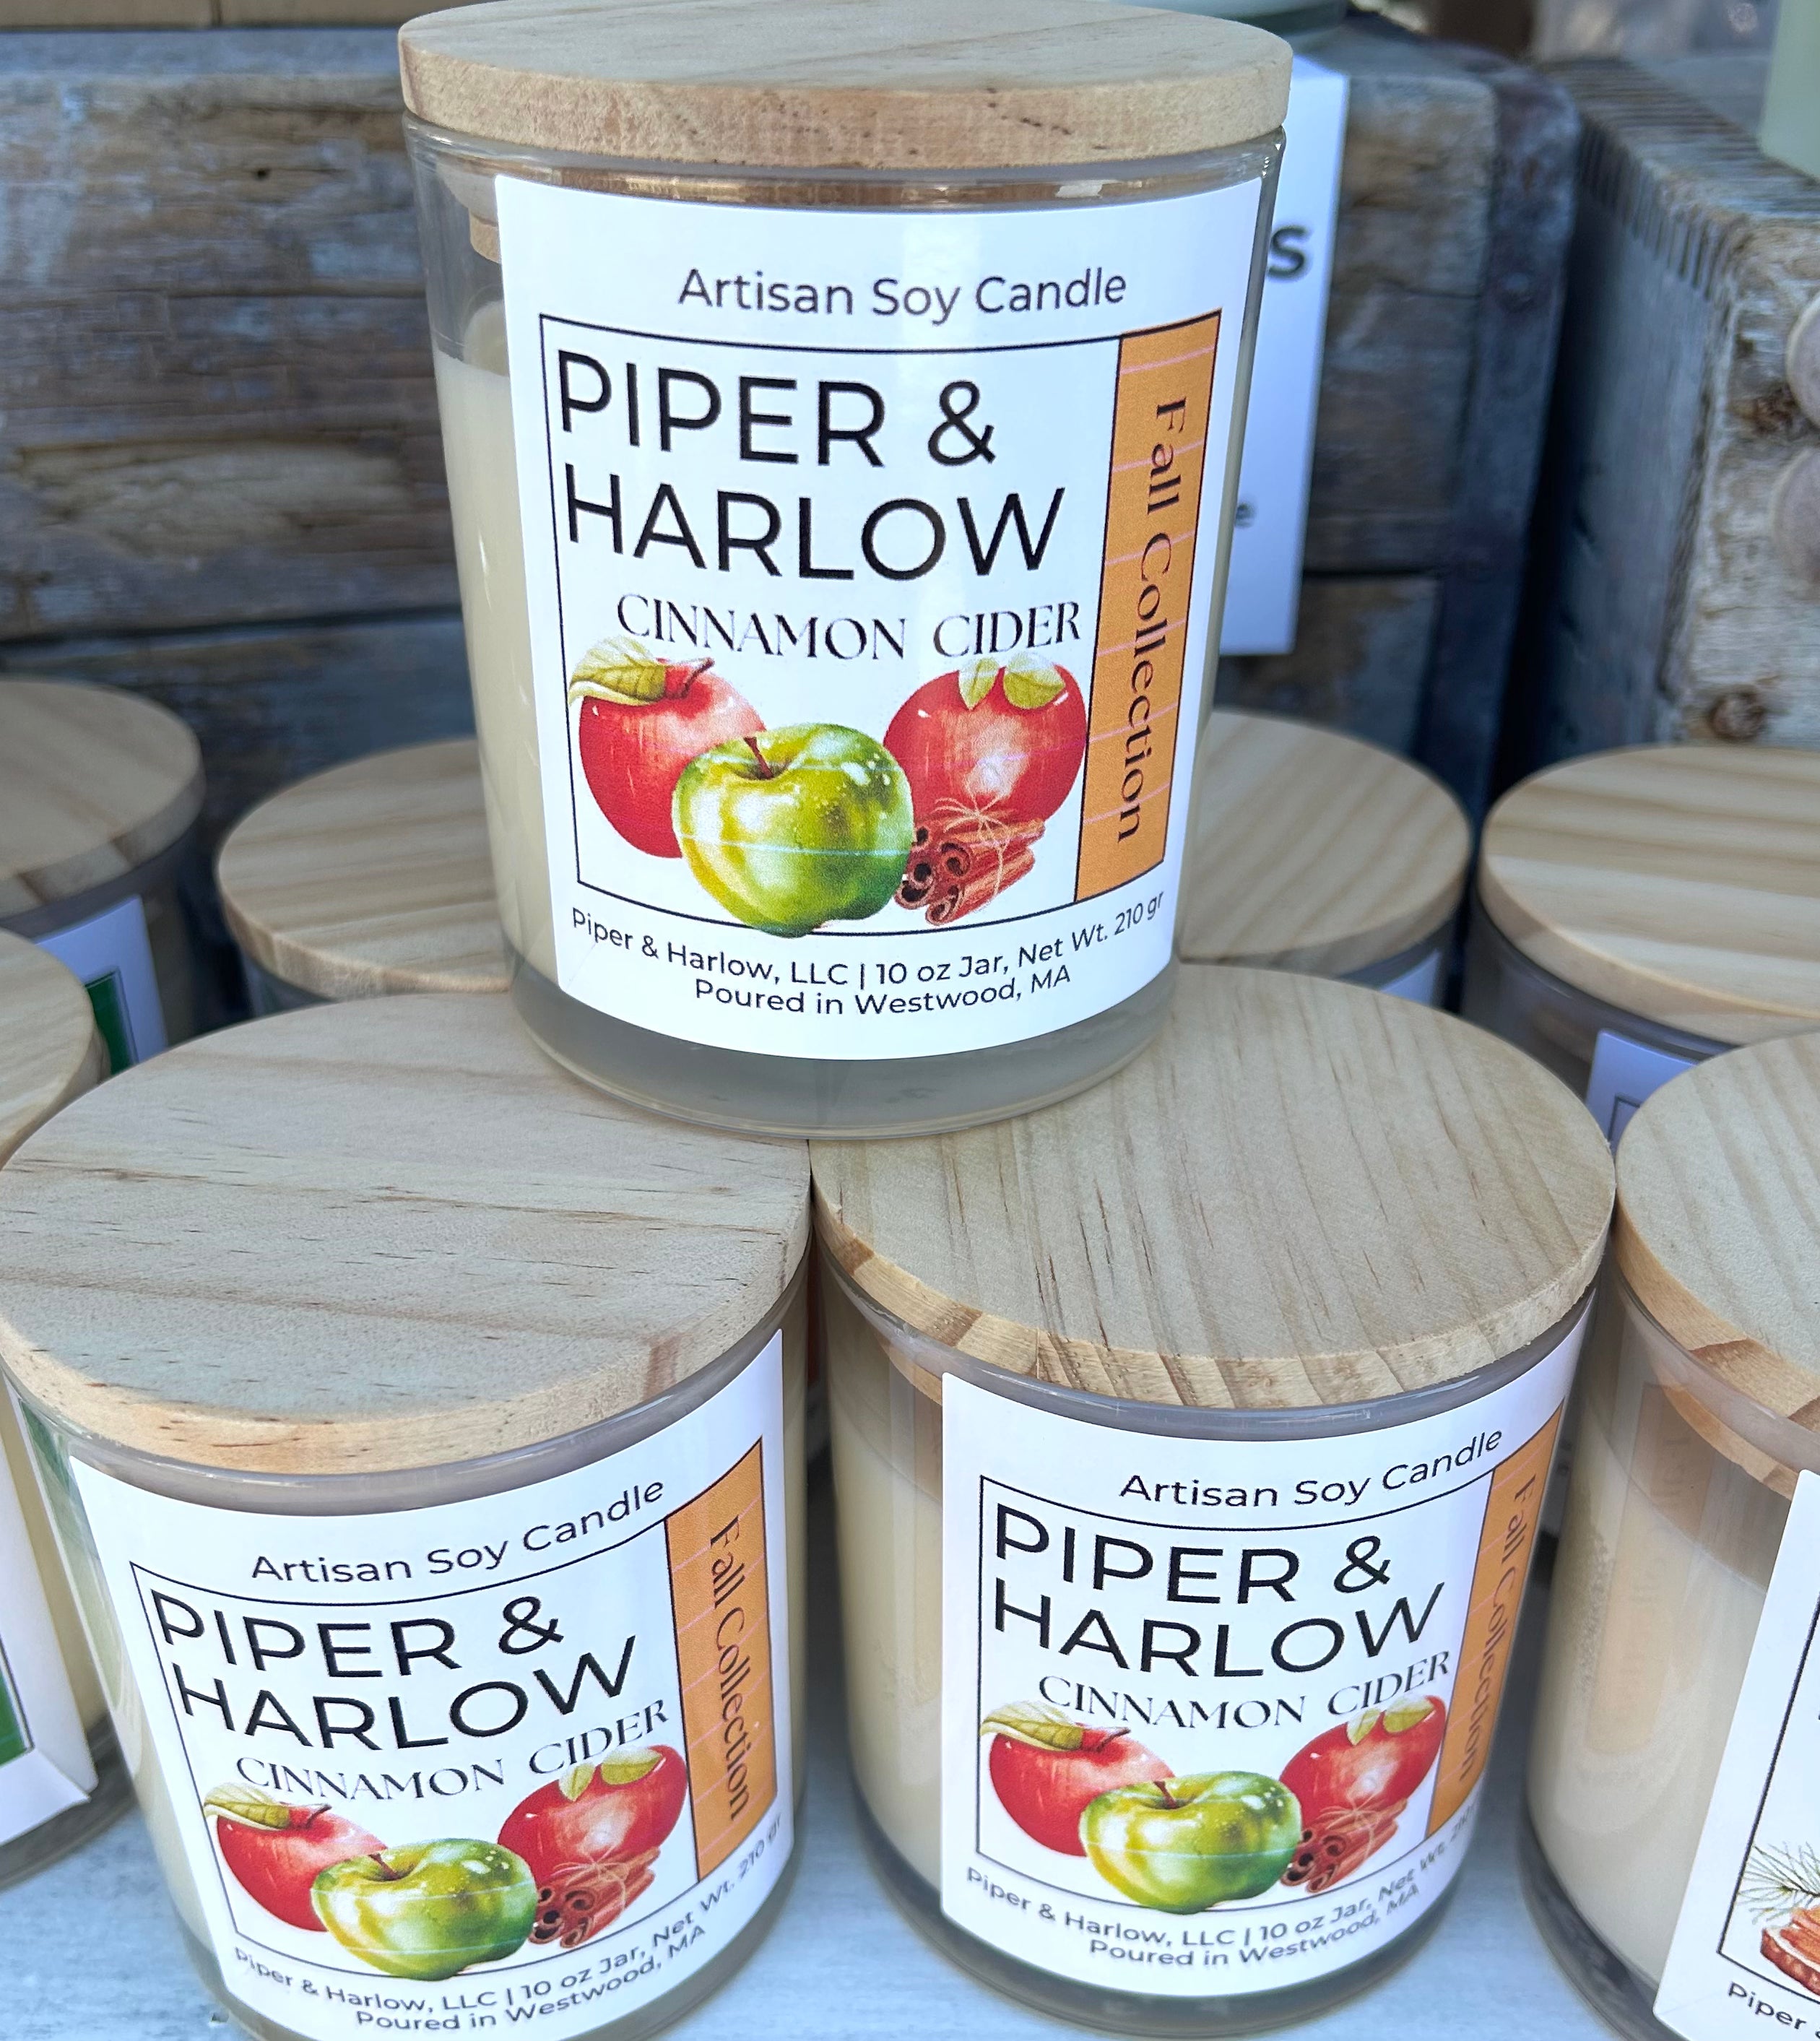 Artisan Soy Candle
PIPER &
HARLOW
CINNAMON CIDER
Fall Collection
Piper & Harlow, LLC | 10 oz Jar, Net Wt. 210 gr
Poured in Westwood, MA
s
e
Artisan Soy Candle
PIPER &
HARLOW
CINNAMON CIDER
Fall Collection
Piper & Harlow, LLC | 10 oz Jar, Net Wt. 210 gr
Poured in Westwood, MA
Artisan Soy Candle
PIPER &
HARLOW
CINNAMON CIDER
Fall Collection
Piper & Harlow, LLC | 10 oz Jar, Net Wt.
Poured in Westwood, MA
Piper